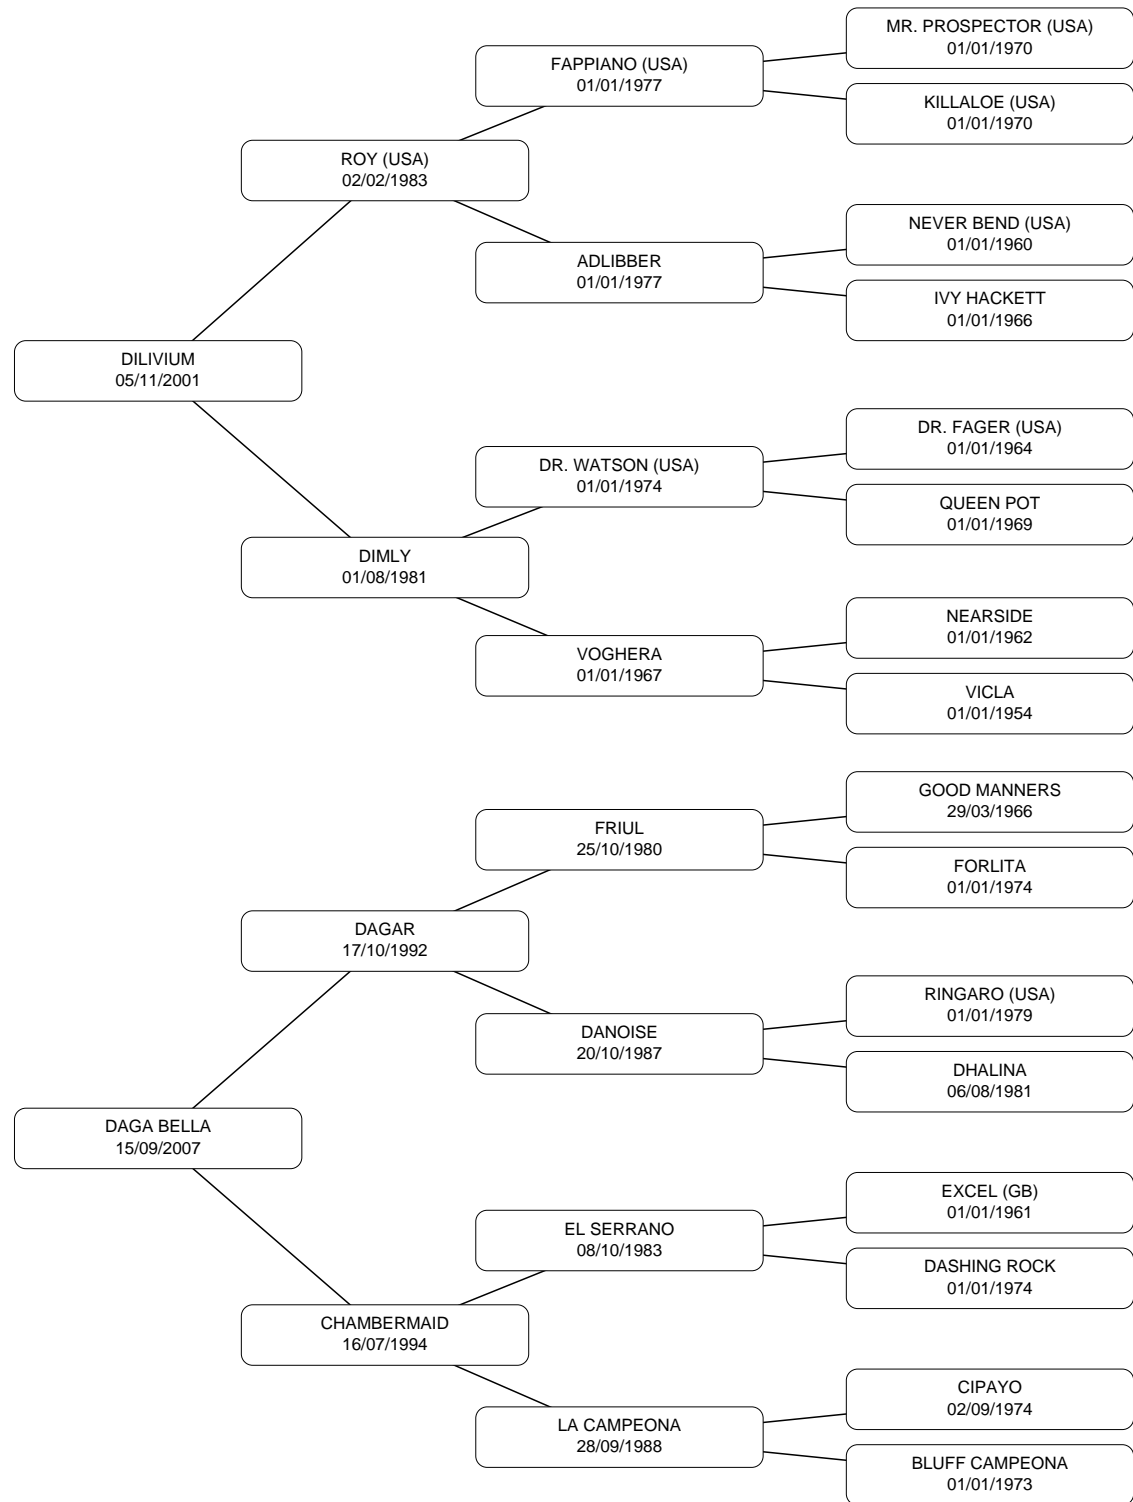 MR. PROSPECTOR (USA)
01/01/1970
FAPPIANO (USA)
01/01/1977
KILLALOE (USA)
01/01/1970
ROY (USA)
02/02/1983
NEVER BEND (USA)
01/01/1960
ADLIBBER
01/01/1977
IVY HACKETT
01/01/1966
DILIVIUM
05/11/2001
DR. FAGER (USA)
01/01/1964
DR. WATSON (USA)
01/01/1974
QUEEN POT
01/01/1969
DIMLY
01/08/1981
NEARSIDE
01/01/1962
VOGHERA
01/01/1967
VICLA
01/01/1954
GOOD MANNERS
29/03/1966
FRIUL
25/10/1980
FORLITA
01/01/1974
DAGAR
17/10/1992
RINGARO (USA)
01/01/1979
DANOISE
20/10/1987
DHALINA
06/08/1981
DAGA BELLA
15/09/2007
EXCEL (GB)
01/01/1961
EL SERRANO
08/10/1983
DASHING ROCK
01/01/1974
CHAMBERMAID
16/07/1994
CIPAYO
02/09/1974
LA CAMPEONA
28/09/1988
BLUFF CAMPEONA
01/01/1973